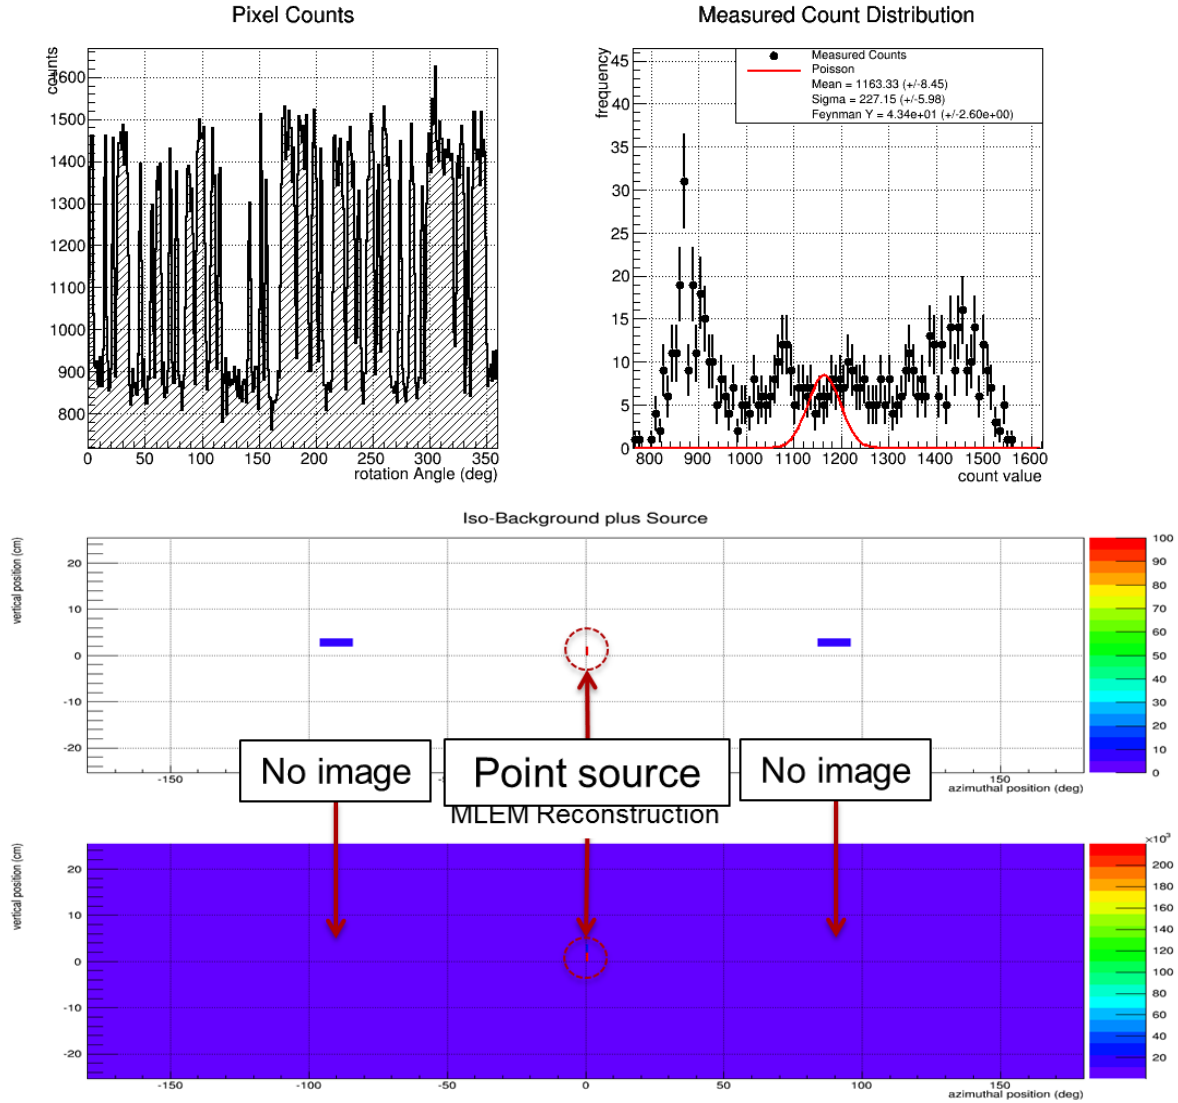 Pixel Counts
counts
1600
1500
1400
1300
1200
1100
1000
900
800
0 50 100 150 200 250 300 350
rotation Angle (deg)
Measured Count Distribution
frequency
45
40
35
30
25
20
15
10
5
0
800 900 1000 1100 1200 1300 1400 1500 1600
count value
Measured Counts
Poisson
Mean = 1163.33 (+/-8.45)
Sigma = 227.15 (+/-5.98)
Feynman Y = 4.34e+01 (+/-2.60e+00)
Iso-Background plus Source
vertical position (cm)
20
10
0
-10
-20
-150
150
azimuthal position (deg)
100
90
80
70
60
50
40
30
20
10
0
No image
Point source
No image
MLEM Reconstruction
vertical position (cm)
20
10
0
-10
-20
-150 -100 -50 0 50 100 150
azimuthal position (deg)
×10³
200
180
160
140
120
100
80
60
40
20